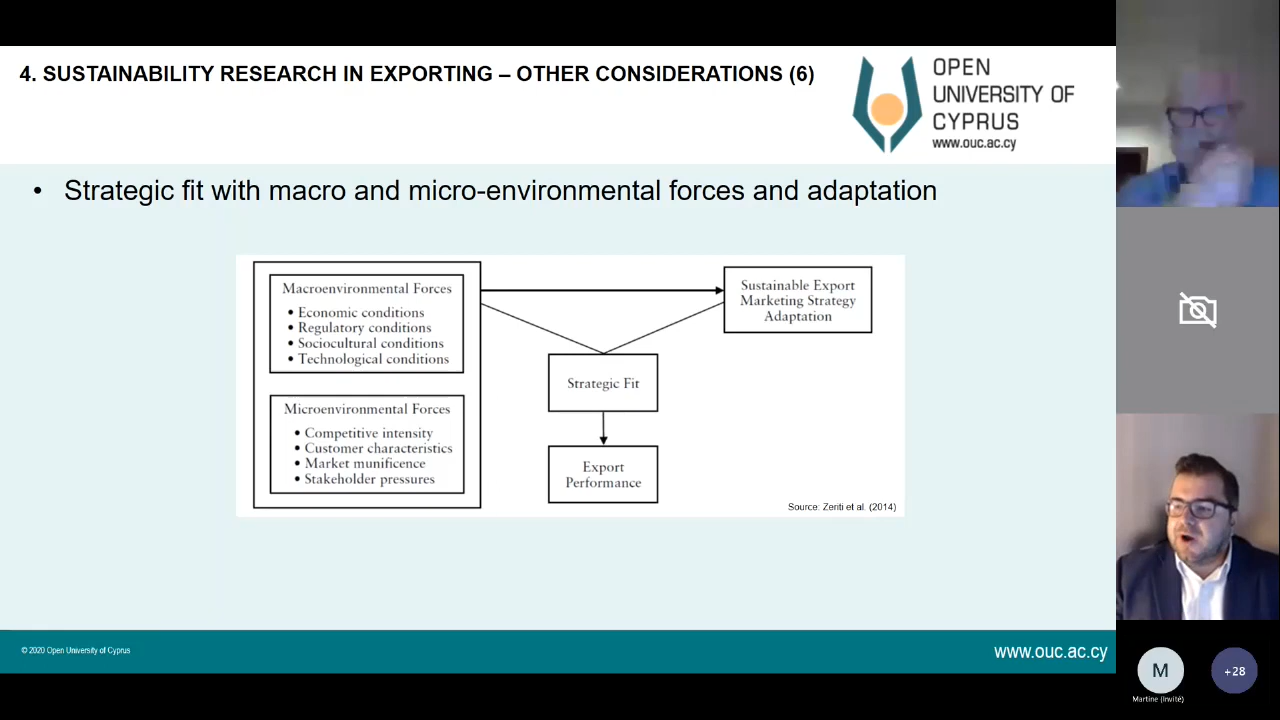 4. SUSTAINABILITY RESEARCH IN EXPORTING – OTHER CONSIDERATIONS (6)
OPEN
UNIVERSITY OF
CYPRUS
www.ouc.ac.cy
• Strategic fit with macro and micro-environmental forces and adaptation
Macroenvironmental Forces
• Economic conditions
• Regulatory conditions
• Sociocultural conditions
• Technological conditions
Microenvironmental Forces
• Competitive intensity
• Customer characteristics
• Market munificence
• Stakeholder pressures
Sustainable Export
Marketing Strategy
Adaptation
Strategic Fit
Export
Performance
Source: Zeriti et al. (2014)
© 2020 Open University of Cyprus
www.ouc.ac.cy
M
Martine (Invité)
+28